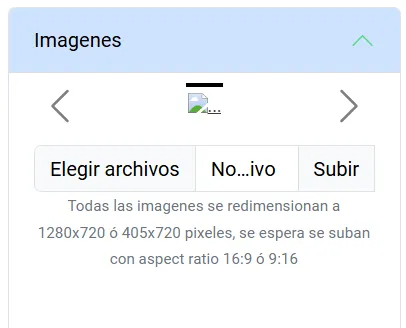 Imagenes
...
Elegir archivos No...ivo Subir
Todas las imagenes se redimensionan a
1280x720 ó 405x720 pixeles, se espera se suban
con aspect ratio 16:9 ó 9:16